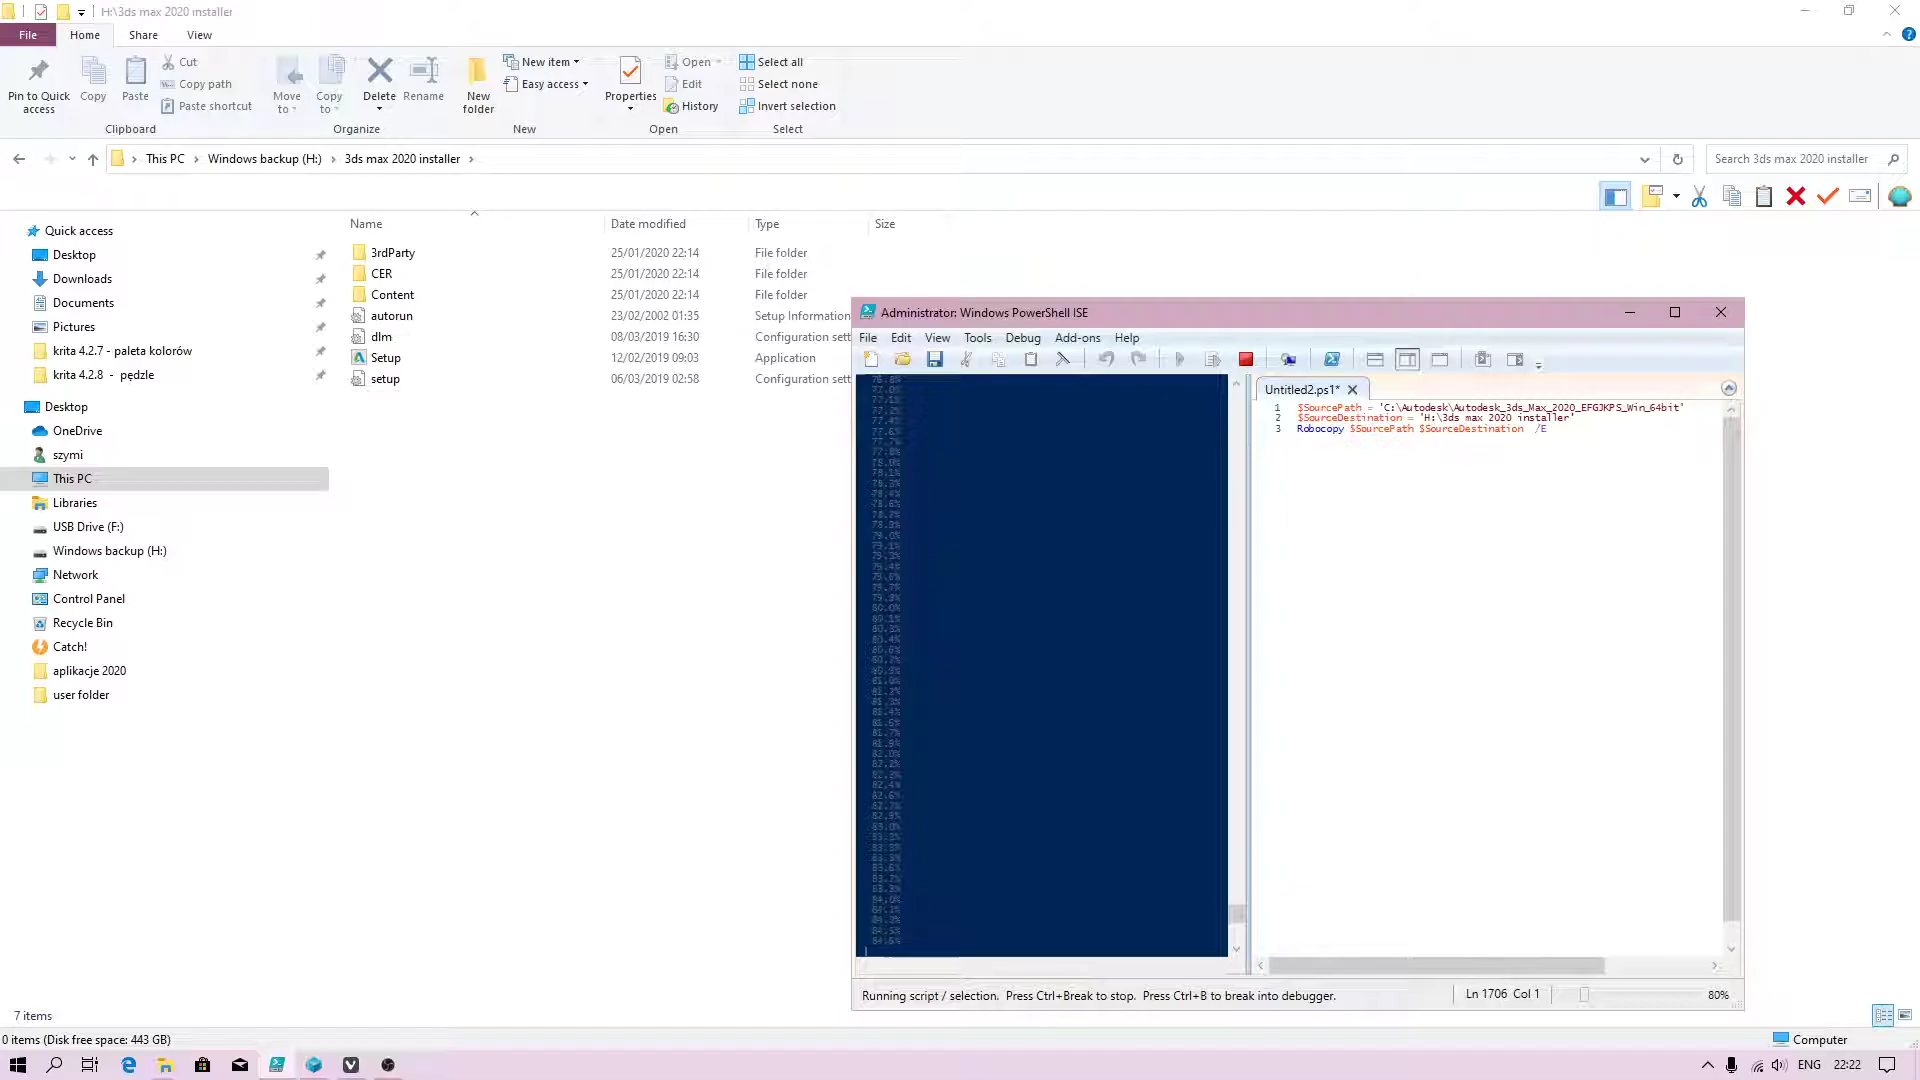 H:\3ds max 2020 installer
File Home Share View
Pin to Quick access
Copy
Paste
Cut
Copy path
Paste shortcut
Clipboard
Move to
Copy to
Delete
Rename
Organize
New folder
New item
Easy access
New
Properties
Open
Edit
History
Open
Select all
Select none
Invert selection
Select
This PC Windows backup (H:) 3ds max 2020 installer
Search 3ds max 2020 installer
Name Date modified Type Size
3rdParty 25/01/2020 22:14 File folder
CER 25/01/2020 22:14 File folder
Content 25/01/2020 22:14 File folder
autorun 23/02/2002 01:35 Setup Information
dlm 08/03/2019 16:30 Configuration sett
Setup 12/02/2019 09:03 Application
setup 06/03/2019 02:58 Configuration sett
Quick access
Desktop
Downloads
Documents
Pictures
krita 4.2.7 - paleta kolorów
krita 4.2.8 - pędzle
Desktop
OneDrive
szymi
This PC
Libraries
USB Drive (F:)
Windows backup (H:)
Network
Control Panel
Recycle Bin
Catch!
aplikacje 2020
user folder
Administrator: Windows PowerShell ISE
File Edit View Tools Debug Add-ons Help
Untitled2.ps1*
1 $SourcePath = 'C:\Autodesk\Autodesk_3ds_Max_2020_EFGJKPS_Win_64bit'
2 $SourceDestination = 'H:\3ds max 2020 installer'
3 Robocopy $SourcePath $SourceDestination /E
Running script / selection. Press Ctrl+Break to stop. Press Ctrl+B to break into debugger.
Ln 1706 Col 1
80%
7 items
0 items (Disk free space: 443 GB)
Computer
ENG 22:22